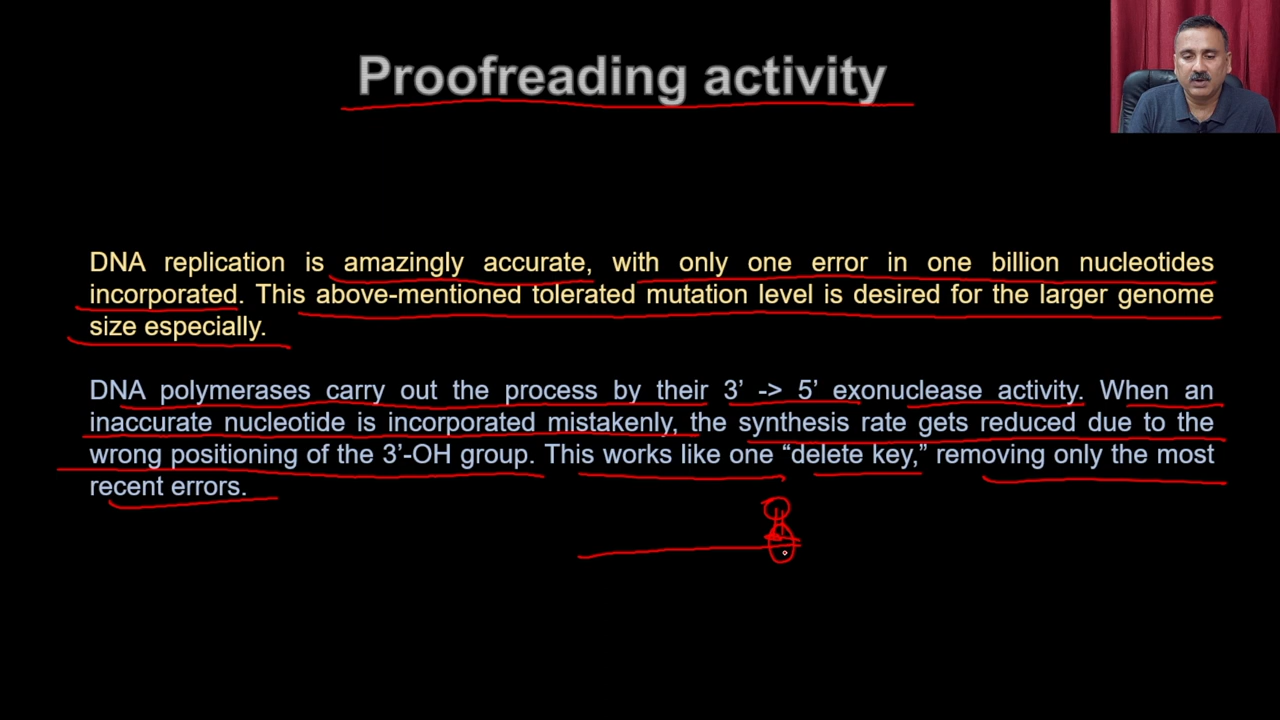 Proofreading activity
DNA replication is amazingly accurate, with only one error in one billion nucleotides
incorporated. This above-mentioned tolerated mutation level is desired for the larger genome
size especially.
DNA polymerases carry out the process by their 3’ -> 5’ exonuclease activity. When an
inaccurate nucleotide is incorporated mistakenly, the synthesis rate gets reduced due to the
wrong positioning of the 3’-OH group. This works like one “delete key,” removing only the most
recent errors.